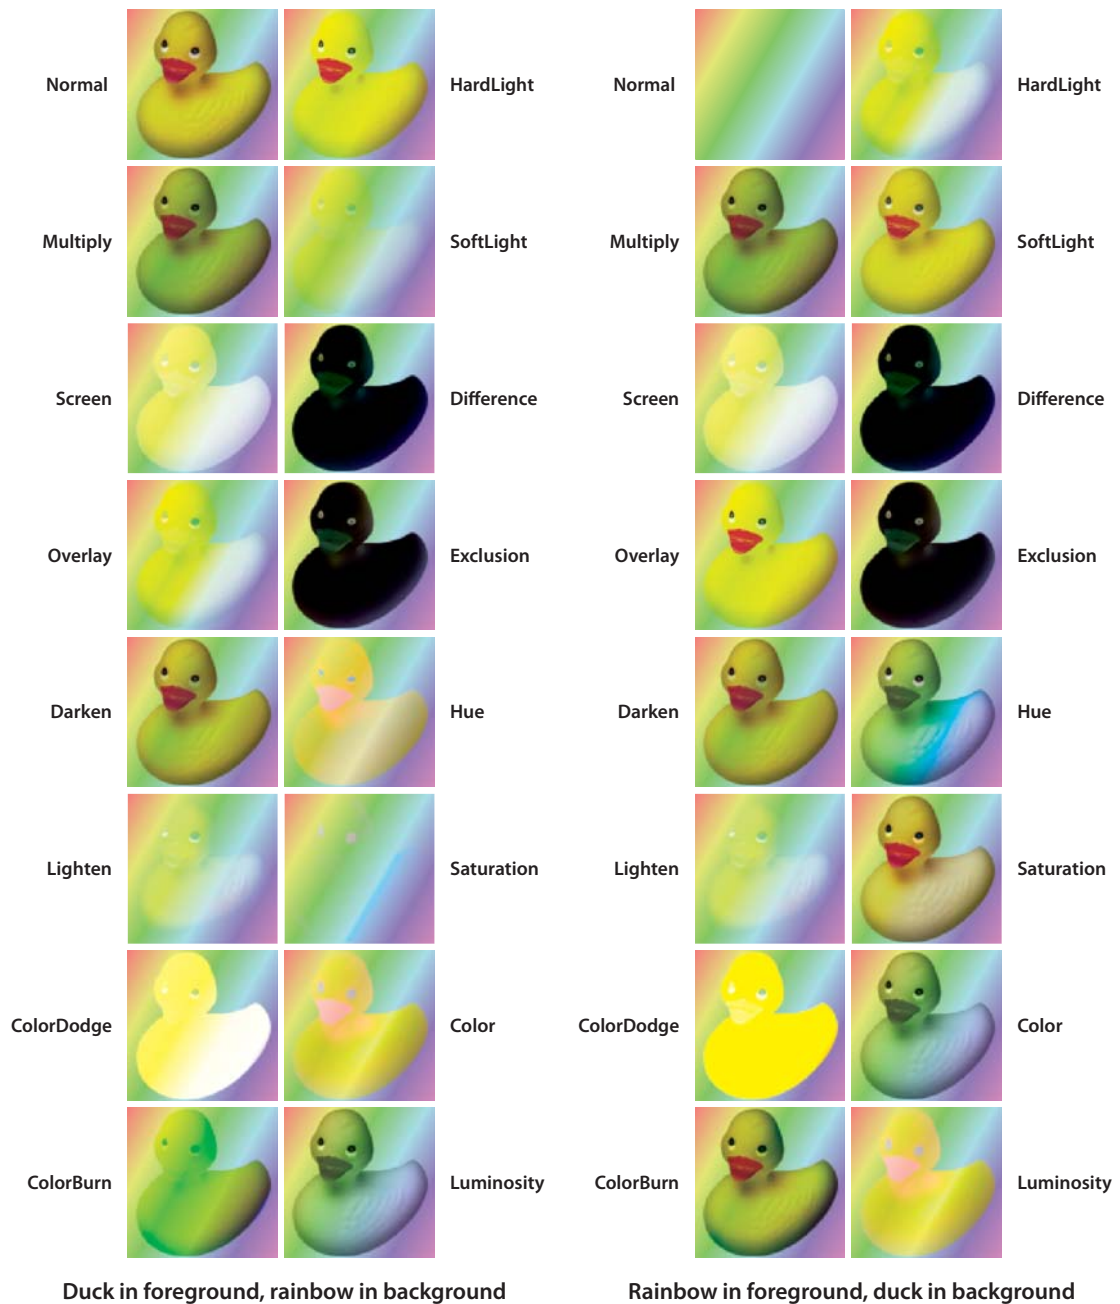 Normal
HardLight
Multiply
SoftLight
Screen
Difference
Overlay
Exclusion
Darken
Hue
Lighten
Saturation
ColorDodge
Color
ColorBurn
Luminosity
Duck in foreground, rainbow in background
Normal
HardLight
Multiply
SoftLight
Screen
Difference
Overlay
Exclusion
Darken
Hue
Lighten
Saturation
ColorDodge
Color
ColorBurn
Luminosity
Rainbow in foreground, duck in background